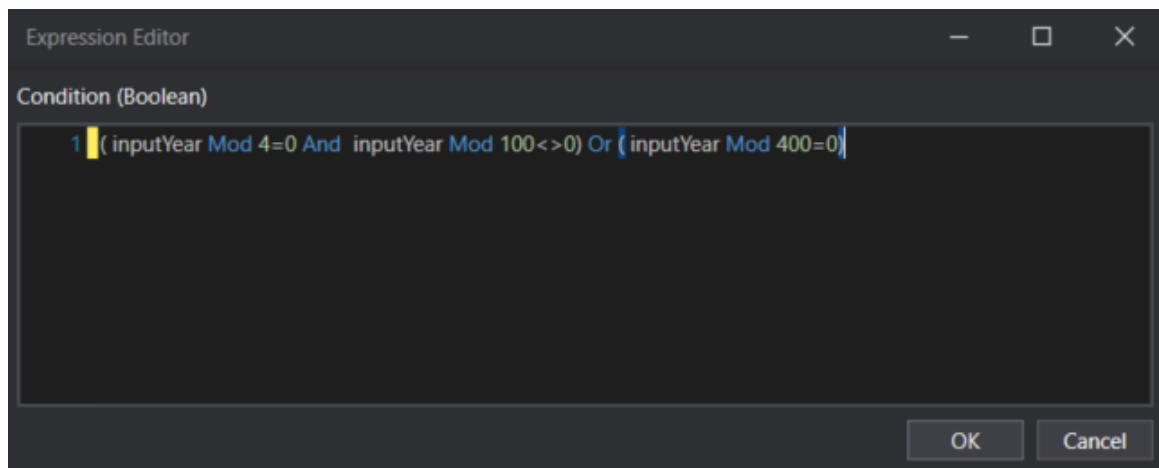 Expression Editor
Condition (Boolean)
1 ( inputYear Mod 4=0 And  inputYear Mod 100<>0) Or ( inputYear Mod 400=0)
OK Cancel